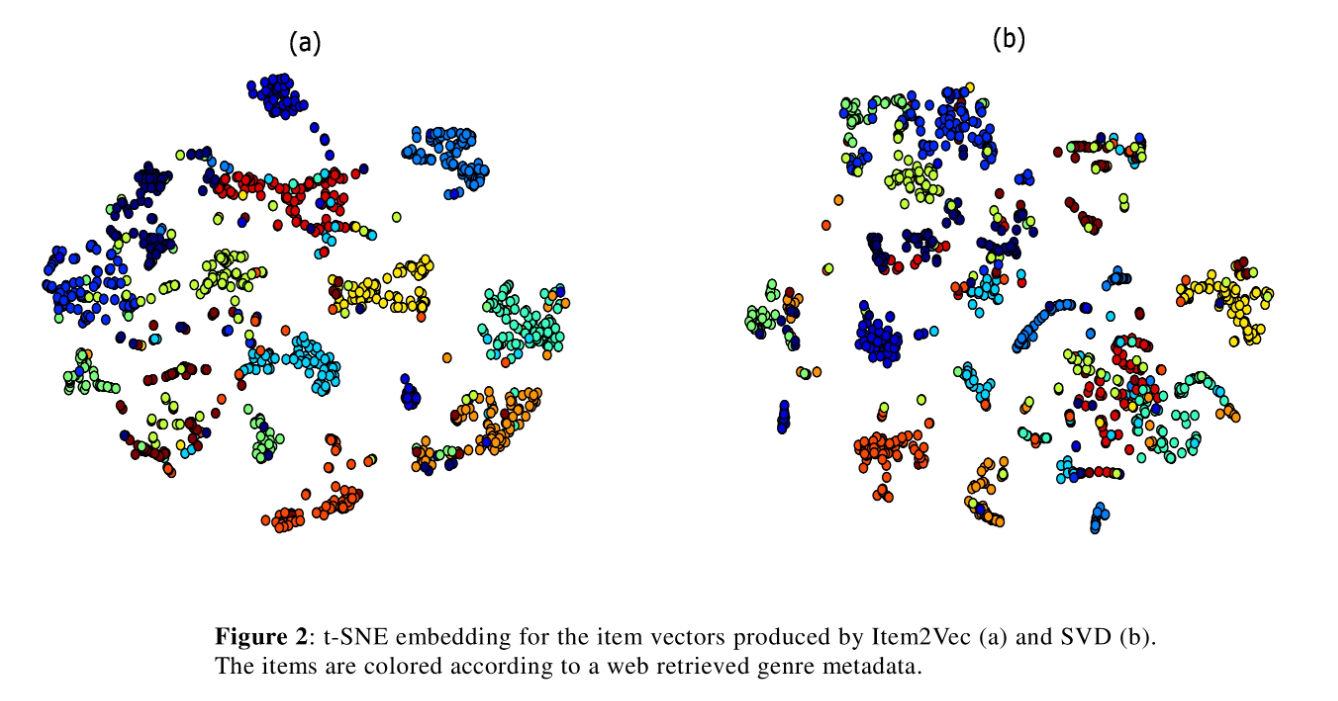 (a)
(b)
Figure 2: t-SNE embedding for the item vectors produced by Item2Vec (a) and SVD (b).
The items are colored according to a web retrieved genre metadata.